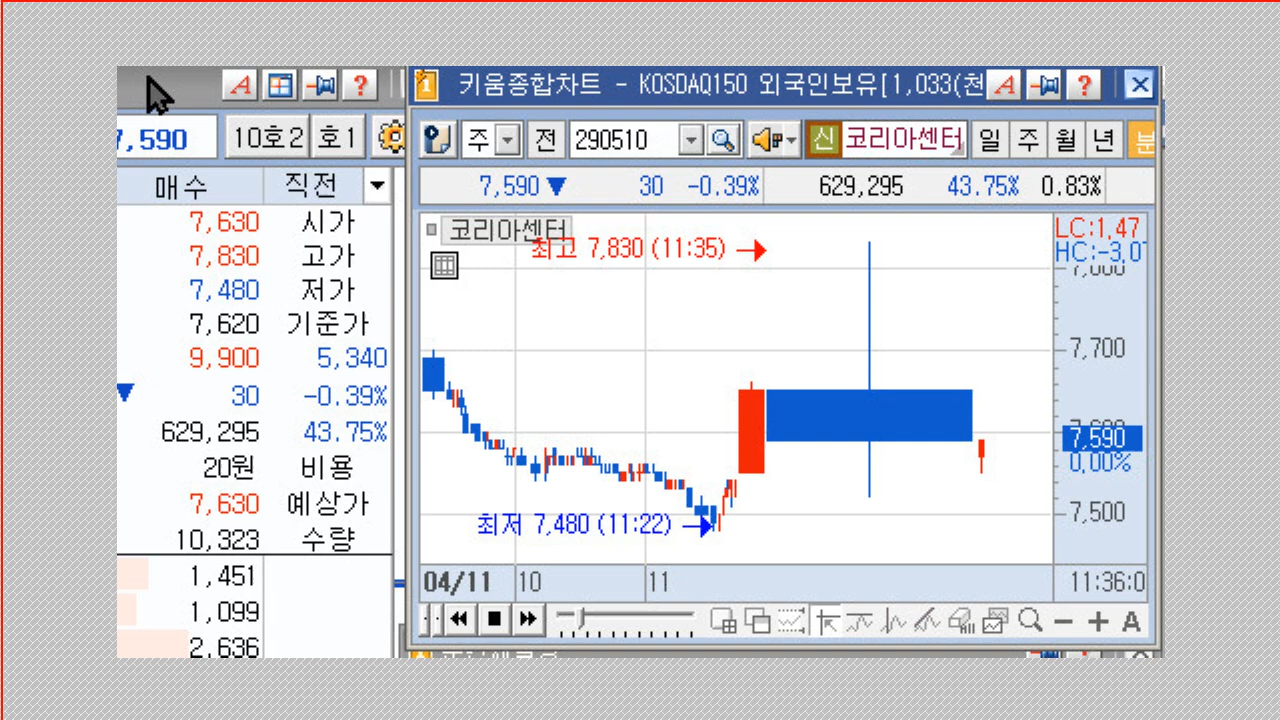 키움종합차트 - KOSDAQ150 외국인보유[1,033(천
7,590 10호2 호1
주 전 290510 신 코리아센터 일 주 월 년 분
매수 직전
7,590 ▼ 30 -0.39% 629,295 43.75% 0.83%
7,630 시가
7,830 고가
7,480 저가
7,620 기준가
9,900 5,340
▼ 30 -0.39%
629,295 43.75%
20원 비용
7,630 예상가
10,323 수량
1,451
1,099
2,636
코리아센터
최고 7,830 (11:35) →
최저 7,480 (11:22) →
LC:1,47
HC:-3,0
7,700
7,590
0,00%
7,500
04/11 10 11 11:36:0
A